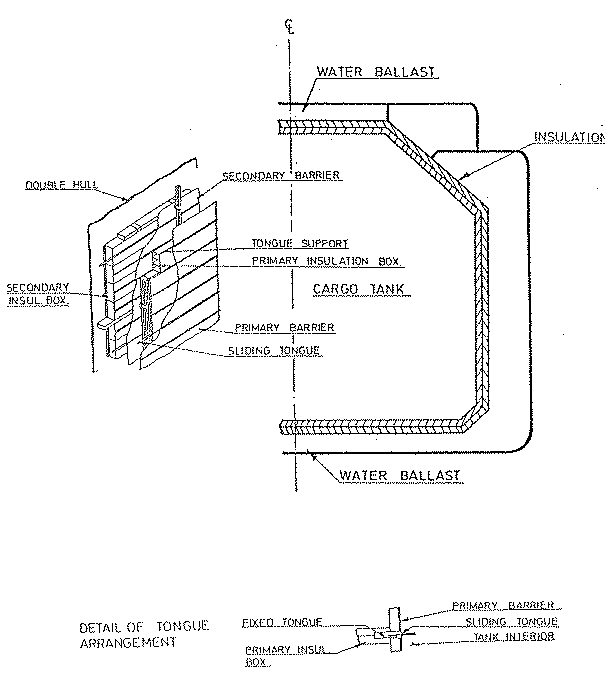 ℄
WATER BALLAST
INSULATION
DOUBLE HULL
SECONDARY BARRIER
TONGUE SUPPORT
PRIMARY INSULATION BOX.
SECONDARY
INSUL BOX.
CARGO TANK
PRIMARY BARRIER
SLIDING TONGUE
WATER BALLAST
DETAIL OF TONGUE
ARRANGEMENT
FIXED TONGUE
PRIMARY BARRIER
SLIDING TONGUE
TANK INTERIOR
PRIMARY INSUL
BOX.